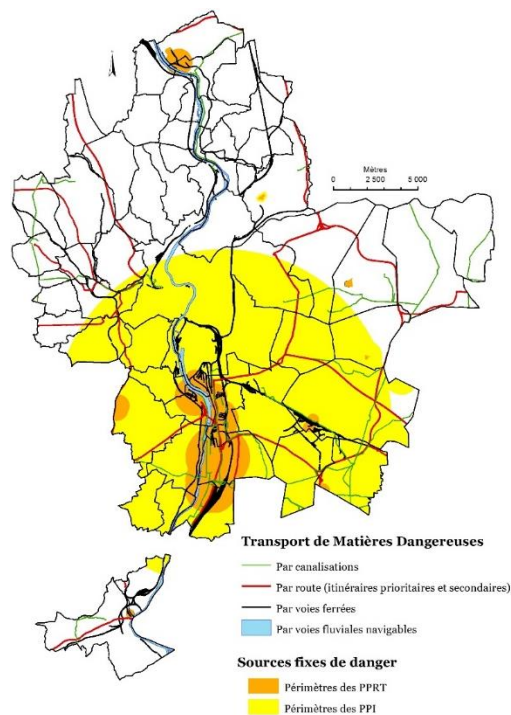 Mètres
0 2 500 5 000
Transport de Matières Dangereuses
Par canalisations
Par route (itinéraires prioritaires et secondaires)
Par voies ferrées
Par voies fluviales navigables
Sources fixes de danger
Périmètres des PPRT
Périmètres des PPI